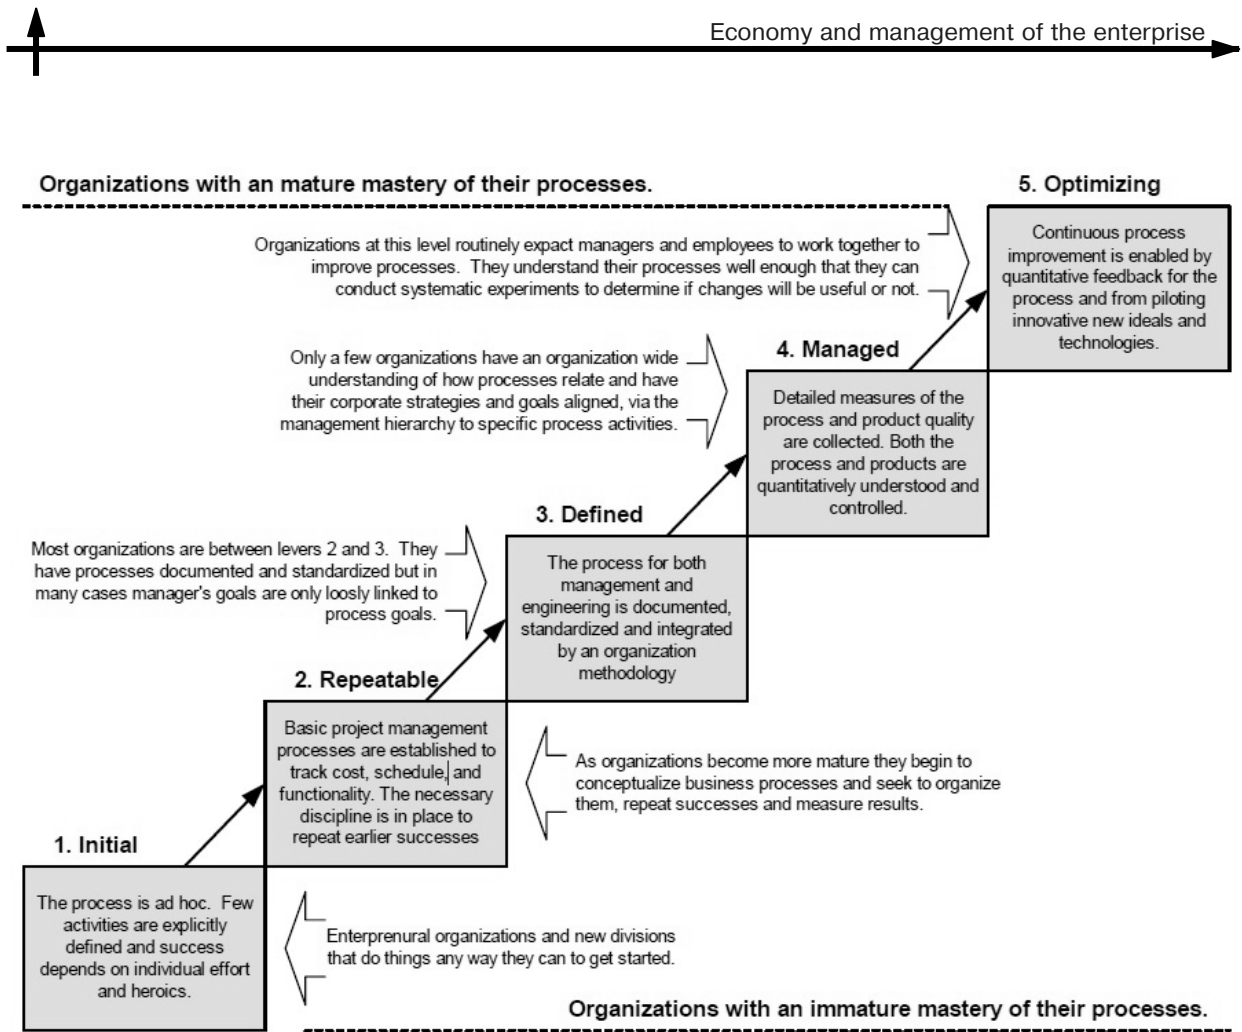 Economy and management of the enterprise
Organizations with an mature mastery of their processes.
5. Optimizing
Organizations at this level routinely expact managers and employees to work together to
improve processes. They understand their processes well enough that they can
conduct systematic experiments to determine if changes will be useful or not.
Continuous process
improvement is enabled by
quantitative feedback for the
process and from piloting
innovative new ideals and
technologies.
4. Managed
Only a few organizations have an organization wide
understanding of how processes relate and have
their corporate strategies and goals aligned, via the
management hierarchy to specific process activities.
Detailed measures of the
process and product quality
are collected. Both the
process and products are
quantitatively understood and
controlled.
3. Defined
Most organizations are between levers 2 and 3. They
have processes documented and standardized but in
many cases manager's goals are only loosly linked to
process goals.
The process for both
management and
engineering is documented,
standardized and integrated
by an organization
methodology
2. Repeatable
Basic project management
processes are established to
track cost, schedule, and
functionality. The necessary
discipline is in place to
repeat earlier successes
As organizations become more mature they begin to
conceptualize business processes and seek to organize
them, repeat successes and measure results.
1. Initial
The process is ad hoc. Few
activities are explicitly
defined and success
depends on individual effort
and heroics.
Enterprenural organizations and new divisions
that do things any way they can to get started.
Organizations with an immature mastery of their processes.